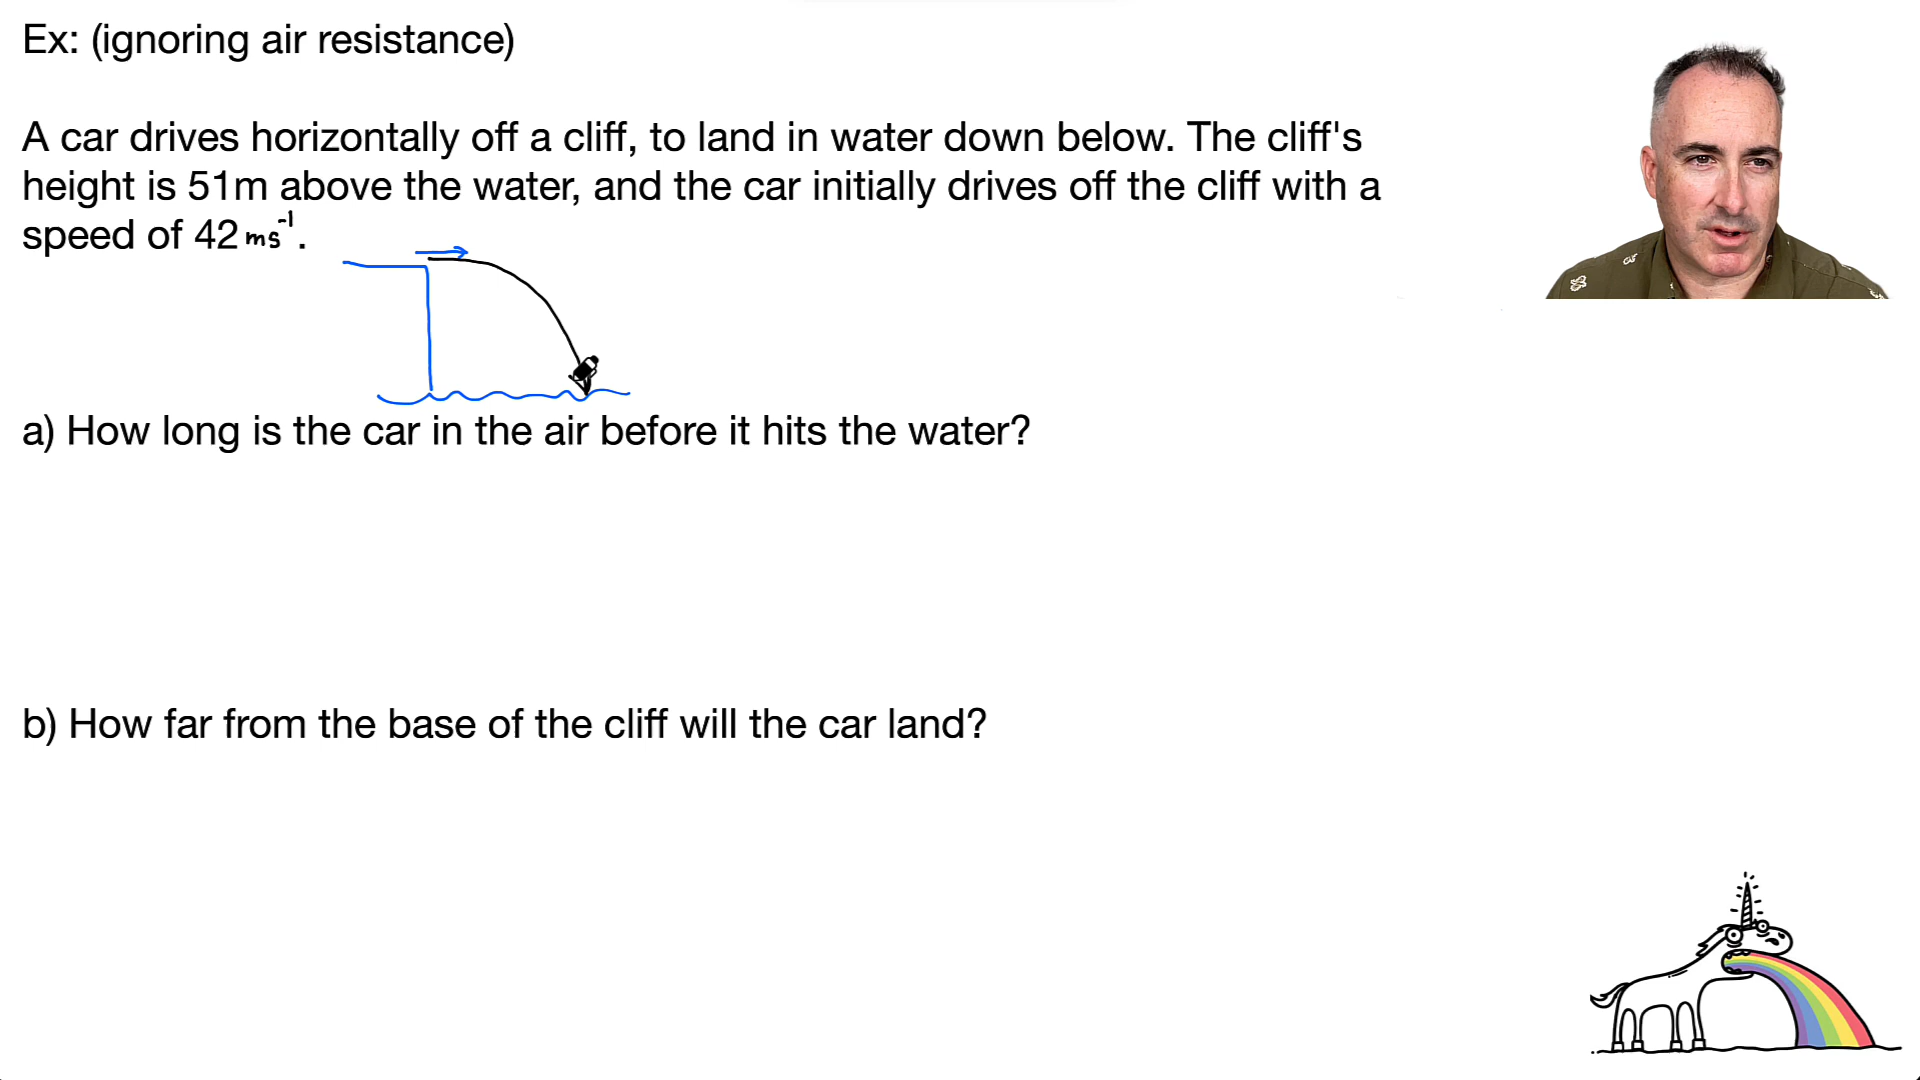 Ex: (ignoring air resistance)
A car drives horizontally off a cliff, to land in water down below. The cliff's
height is 51m above the water, and the car initially drives off the cliff with a
speed of 42 ms⁻¹.
a) How long is the car in the air before it hits the water?
b) How far from the base of the cliff will the car land?